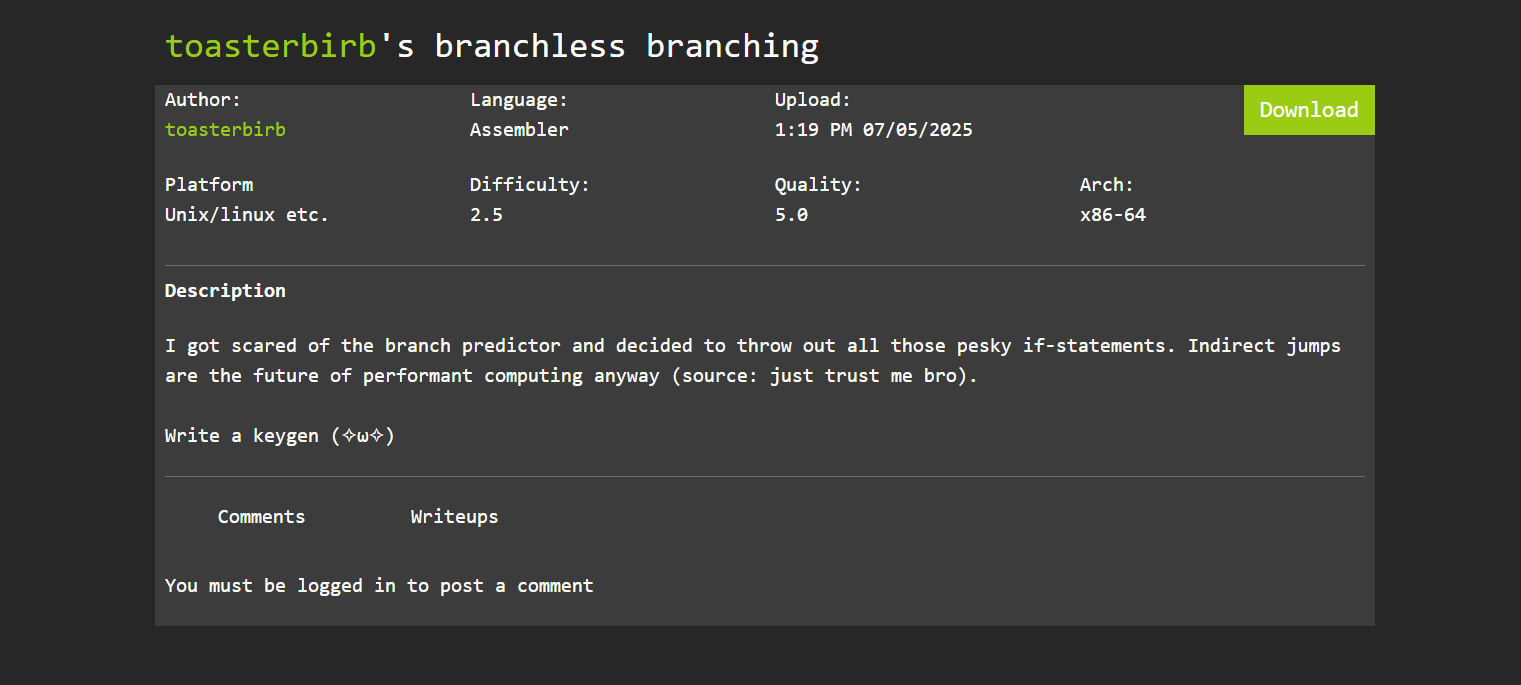 toasterbirb's branchless branching
Author: Language: Upload: Download
toasterbirb Assembler 1:19 PM 07/05/2025
Platform Difficulty: Quality: Arch:
Unix/linux etc. 2.5 5.0 x86-64
Description
I got scared of the branch predictor and decided to throw out all those pesky if-statements. Indirect jumps
are the future of performant computing anyway (source: just trust me bro).
Write a keygen (✧ω✧)
Comments Writeups
You must be logged in to post a comment